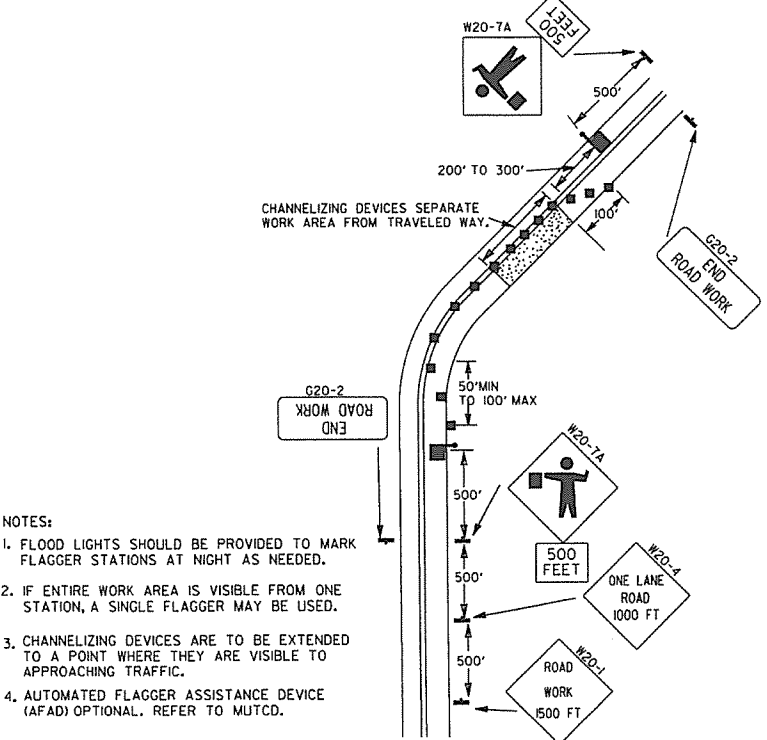 W20-7A
500
FEET
500'
200' TO 300'
CHANNELIZING DEVICES SEPARATE
WORK AREA FROM TRAVELED WAY.
100'
G20-2
END
ROAD WORK
G20-2
END
ROAD WORK
50'MIN
TO 100' MAX
W20-7A
500'
500
FEET
500'
W20-4
ONE LANE
ROAD
1000 FT
500'
W20-1
ROAD
WORK
1500 FT
NOTES:
1. FLOOD LIGHTS SHOULD BE PROVIDED TO MARK
FLAGGER STATIONS AT NIGHT AS NEEDED.
2. IF ENTIRE WORK AREA IS VISIBLE FROM ONE
STATION, A SINGLE FLAGGER MAY BE USED.
3. CHANNELIZING DEVICES ARE TO BE EXTENDED
TO A POINT WHERE THEY ARE VISIBLE TO
APPROACHING TRAFFIC.
4. AUTOMATED FLAGGER ASSISTANCE DEVICE
(AFAD) OPTIONAL. REFER TO MUTCD.